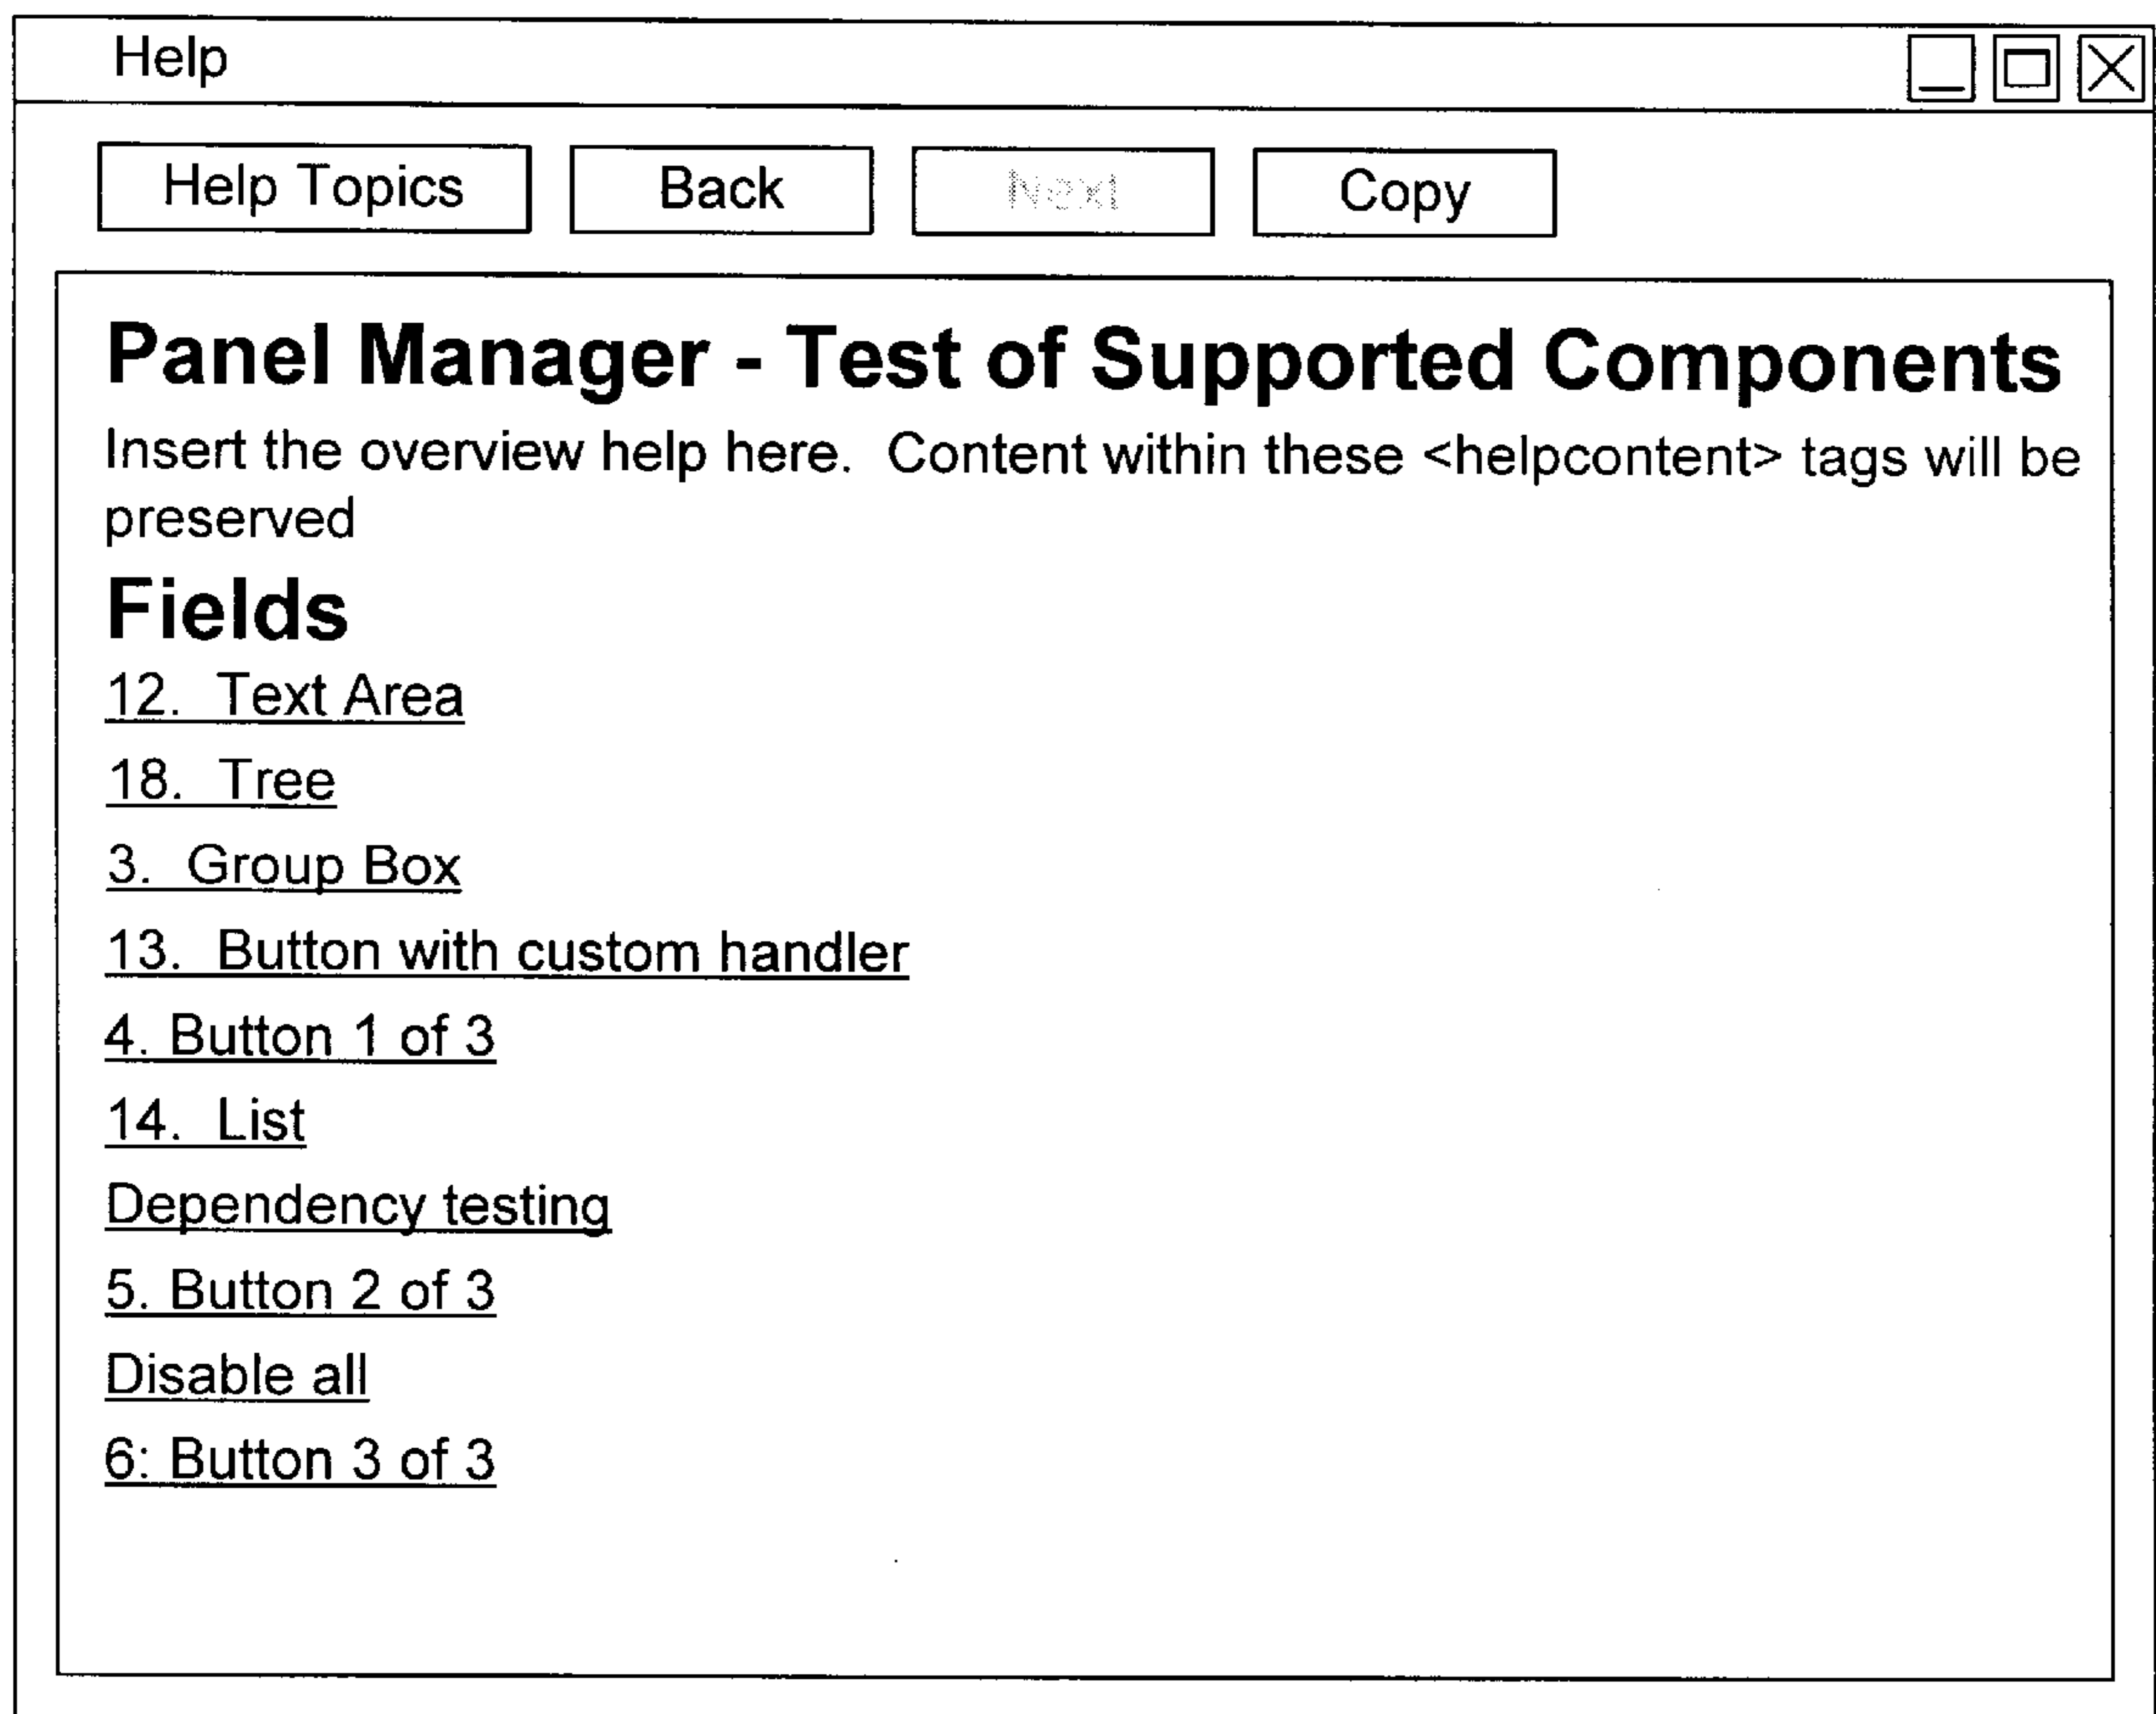 Help
Help Topics Back Next Copy
Panel Manager - Test of Supported Components
Insert the overview help here.  Content within these <helpcontent> tags will be
preserved
Fields
12.  Text Area
18.  Tree
3.  Group Box
13.  Button with custom handler
4. Button 1 of 3
14.  List
Dependency testing
5. Button 2 of 3
Disable all
6: Button 3 of 3